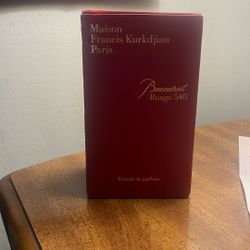 Maison
Francis Kurkdjian
Paris
Baccarat
Rouge 540
Extrait de parfum